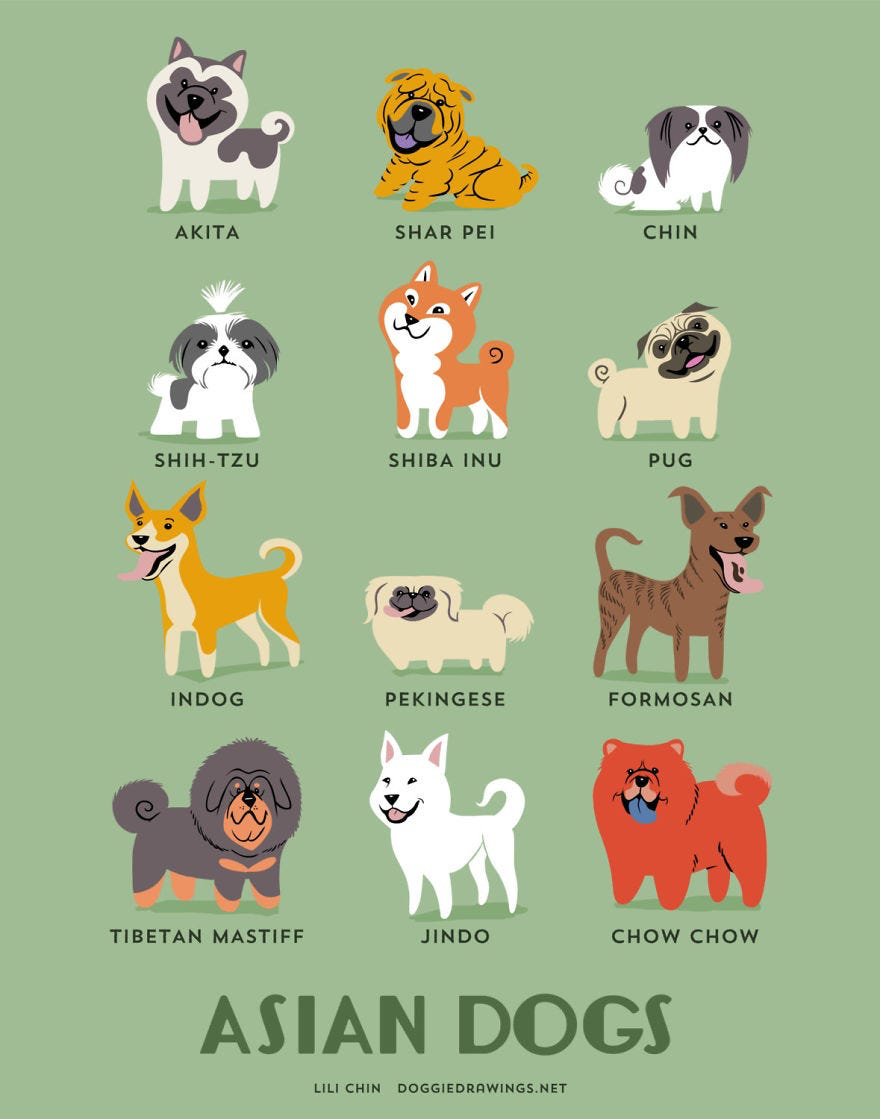 AKITA
SHAR PEI
CHIN
SHIH-TZU
SHIBA INU
PUG
INDOG
PEKINGESE
FORMOSAN
TIBETAN MASTIFF
JINDO
CHOW CHOW
ASIAN DOGS
LILI CHIN DOGGIEDRAWINGS.NET